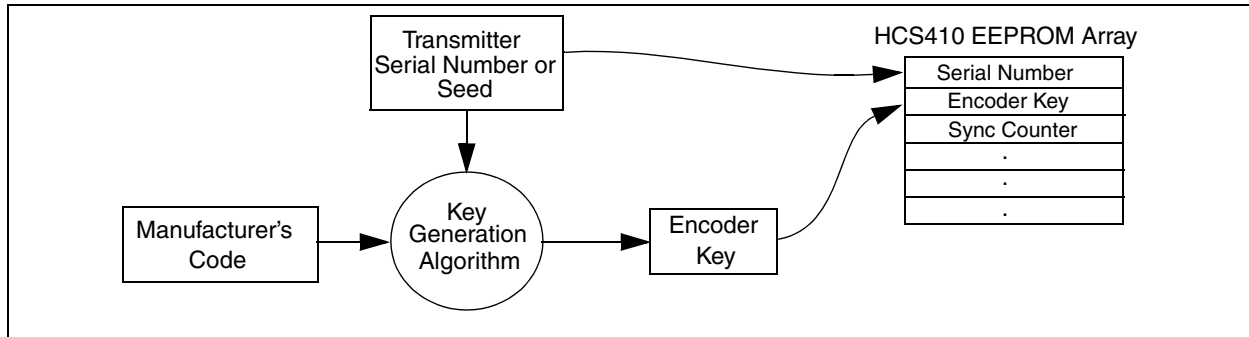 Transmitter
Serial Number or
Seed
HCS410 EEPROM Array
Serial Number
Encoder Key
Sync Counter
.
.
.
Manufacturer's
Code
Key
Generation
Algorithm
Encoder
Key